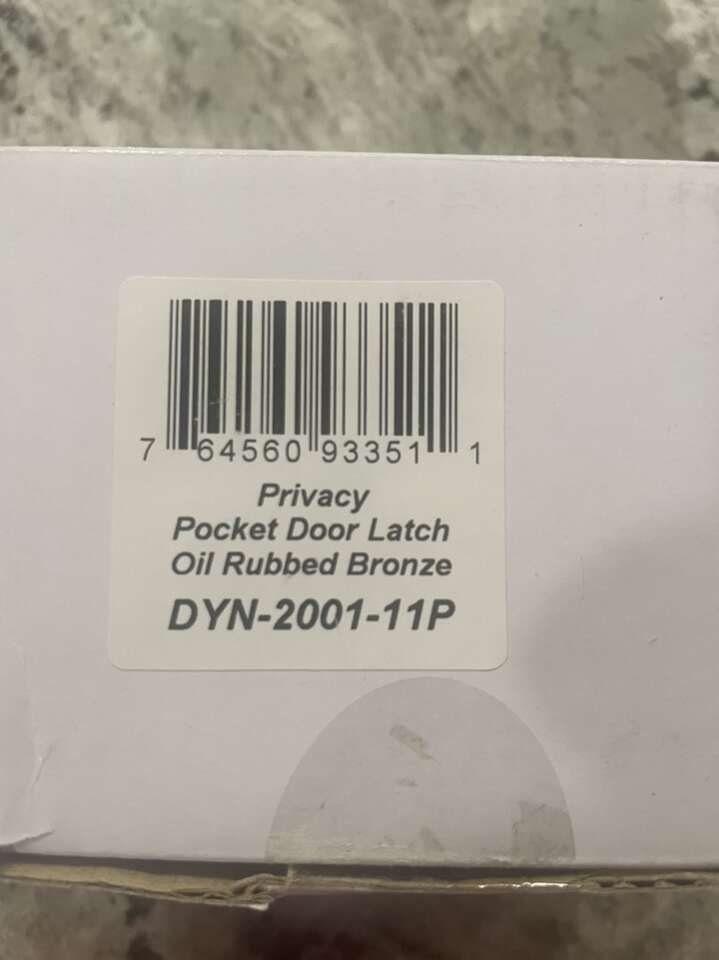 7 64560 93351 1
Privacy
Pocket Door Latch
Oil Rubbed Bronze
DYN-2001-11P